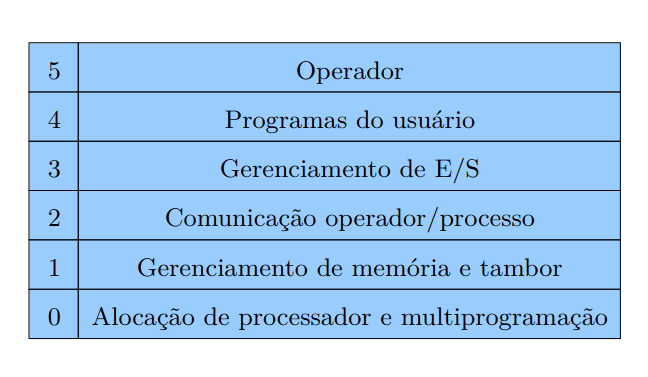 5 Operador
4 Programas do usuário
3 Gerenciamento de E/S
2 Comunicação operador/processo
1 Gerenciamento de memória e tambor
0 Alocação de processador e multiprogramação